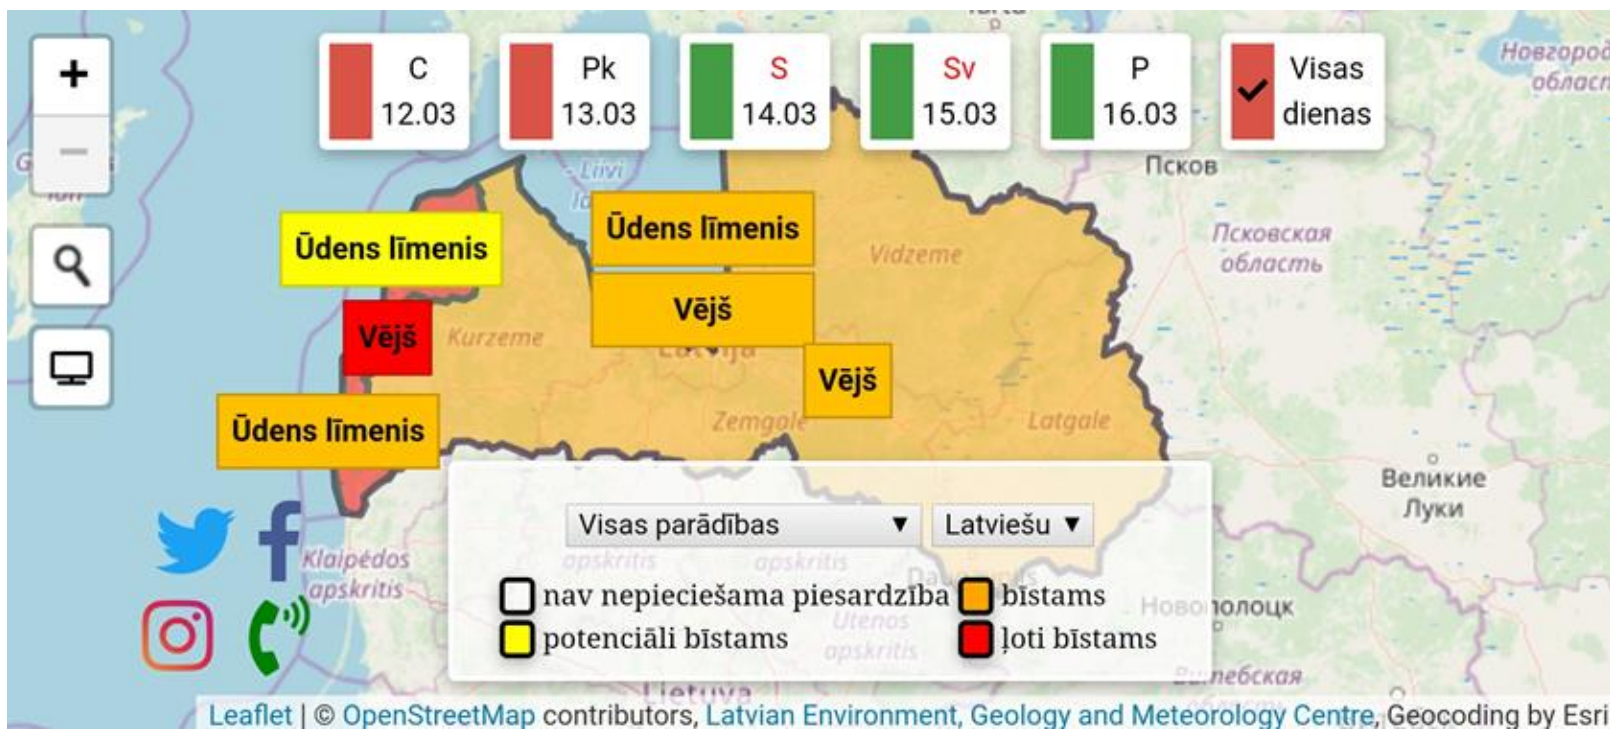 C
12.03
Pk
13.03
S
14.03
Sv
15.03
P
16.03
Visas
dienas
Новгород
област
Псков
Liivi
Ūdens līmenis
Ūdens līmenis
Vidzeme
Псковская
область
Vējš
Vējš
Kurzeme
Latvija
Vējš
Ūdens līmenis
Zemgale
Latgale
Великие
Луки
Visas parādības ▼
Latviešu ▼
Klaipėdos
apskritis
apskritis
apskritis
nav nepieciešama piesardzība
bīstams
Новополоцк
potenciāli bīstams
ļoti bīstams
Utenos
apskritis
Витебская
Lietuva
Leaflet | © OpenStreetMap contributors, Latvian Environment, Geology and Meteorology Centre, Geocoding by Esri